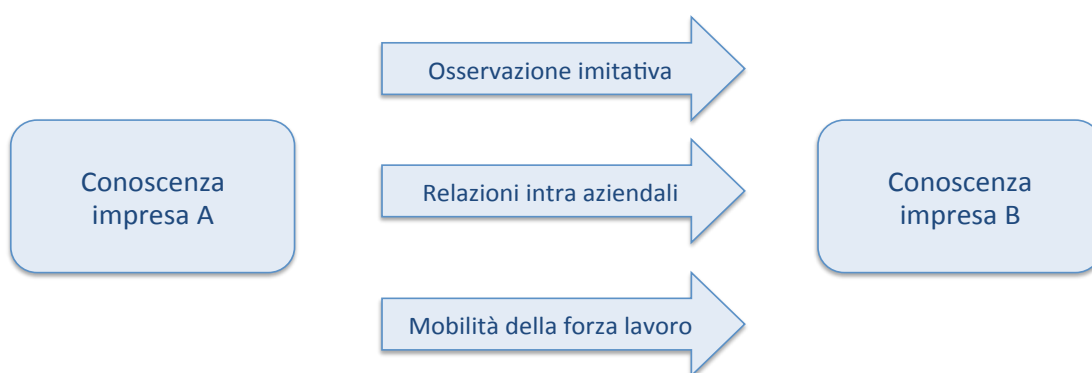 Osservazione imitativa
Conoscenza
impresa A
Relazioni intra aziendali
Conoscenza
impresa B
Mobilità della forza lavoro